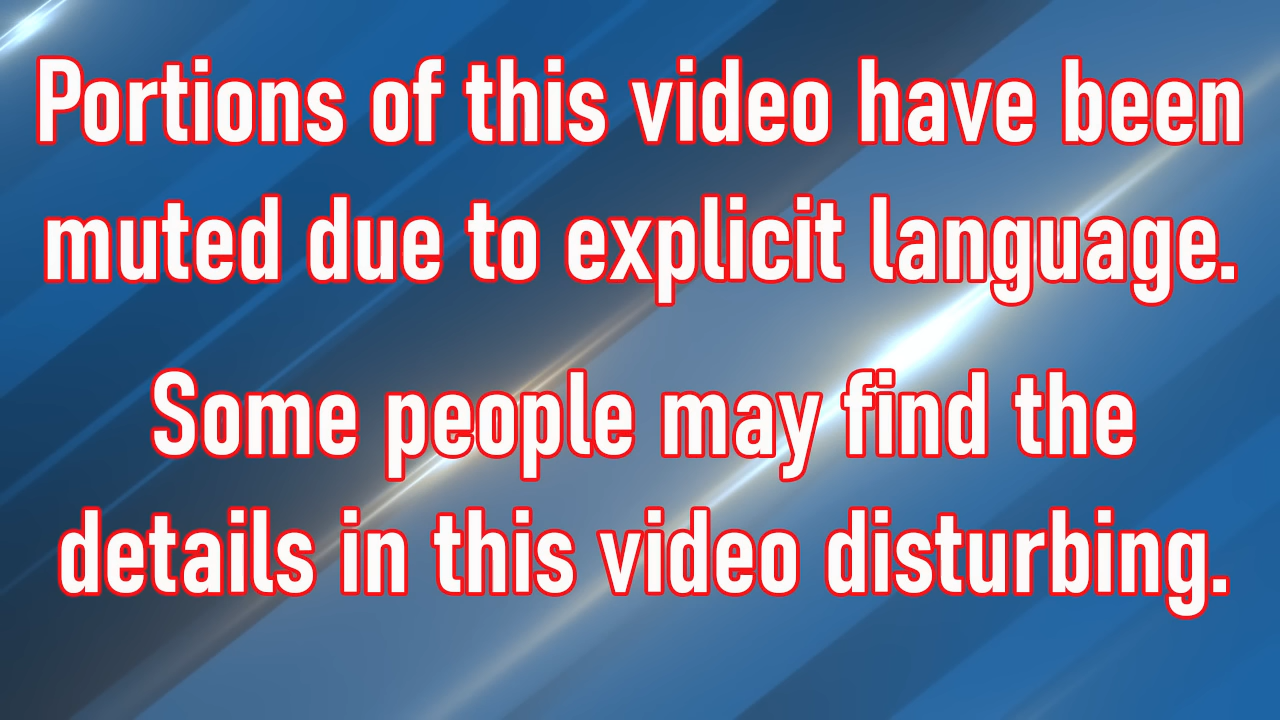 Portions of this video have been
muted due to explicit language.
Some people may find the
details in this video disturbing.